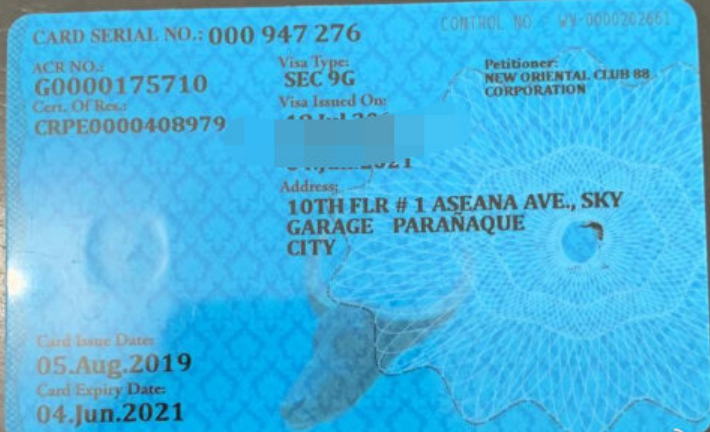 CARD SERIAL NO.: 000 947 276
CONTROL NO - WV-0000202661
ACR NO.:
G0000175710
Cert. Of Res.:
CRPE0000408979
Visa Type:
SEC 9G
Visa Issued On:
Petitioner:
NEW ORIENTAL CLUB 88
CORPORATION
Address:
10TH FLR # 1 ASEANA AVE., SKY
GARAGE PARAÑAQUE
CITY
Card Issue Date:
05.Aug.2019
Card Expiry Date:
04.Jun.2021